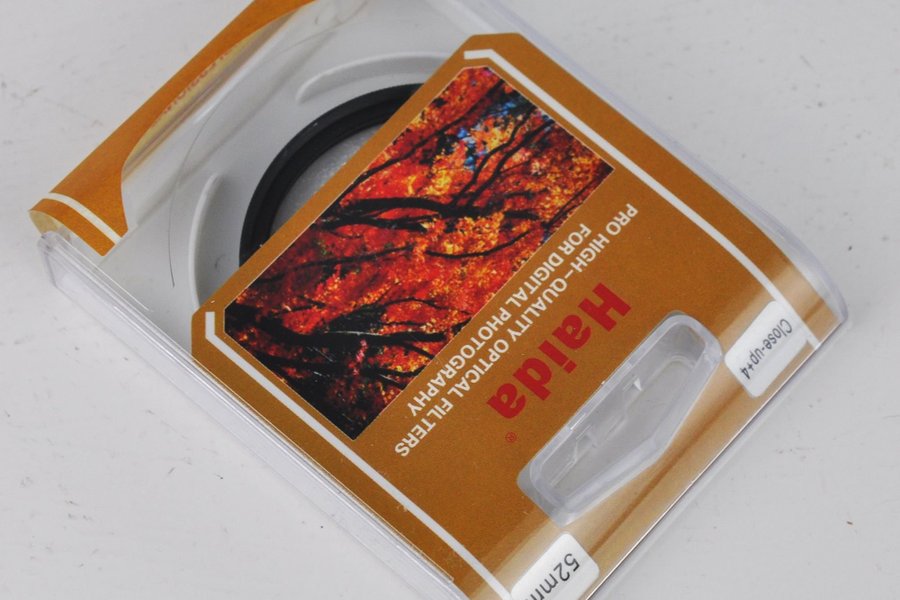 Haida®
PRO HIGH-QUALITY OPTICAL FILTERS
FOR DIGITAL PHOTOGRAPHY
Close-up+4
52mm